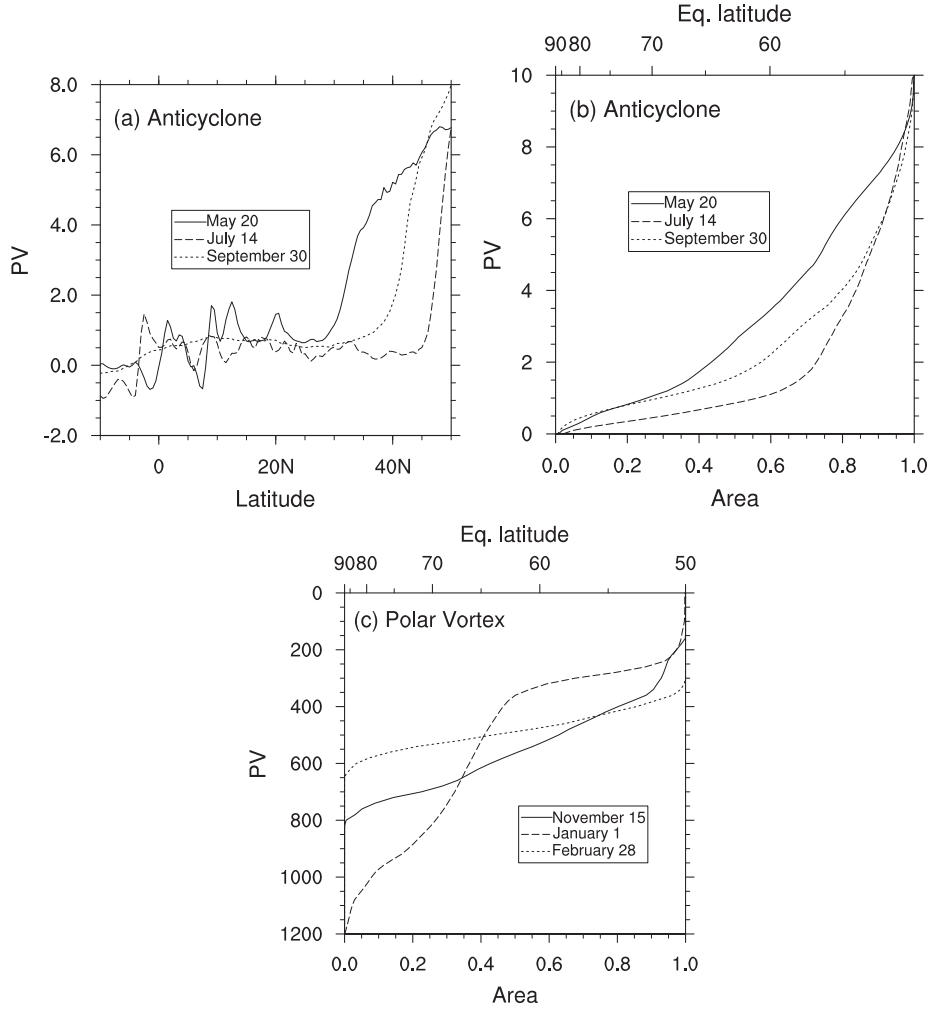 Eq. latitude
90 80 70 60
8.0
6.0
4.0
2.0
0.0
-2.0
PV
(a) Anticyclone
May 20
July 14
September 30
0 20N 40N
Latitude
10
8
6
4
2
0
PV
(b) Anticyclone
May 20
July 14
September 30
0.0 0.2 0.4 0.6 0.8 1.0
Area
Eq. latitude
90 80 70 60 50
0
200
400
600
800
1000
1200
PV
(c) Polar Vortex
November 15
January 1
February 28
0.0 0.2 0.4 0.6 0.8 1.0
Area